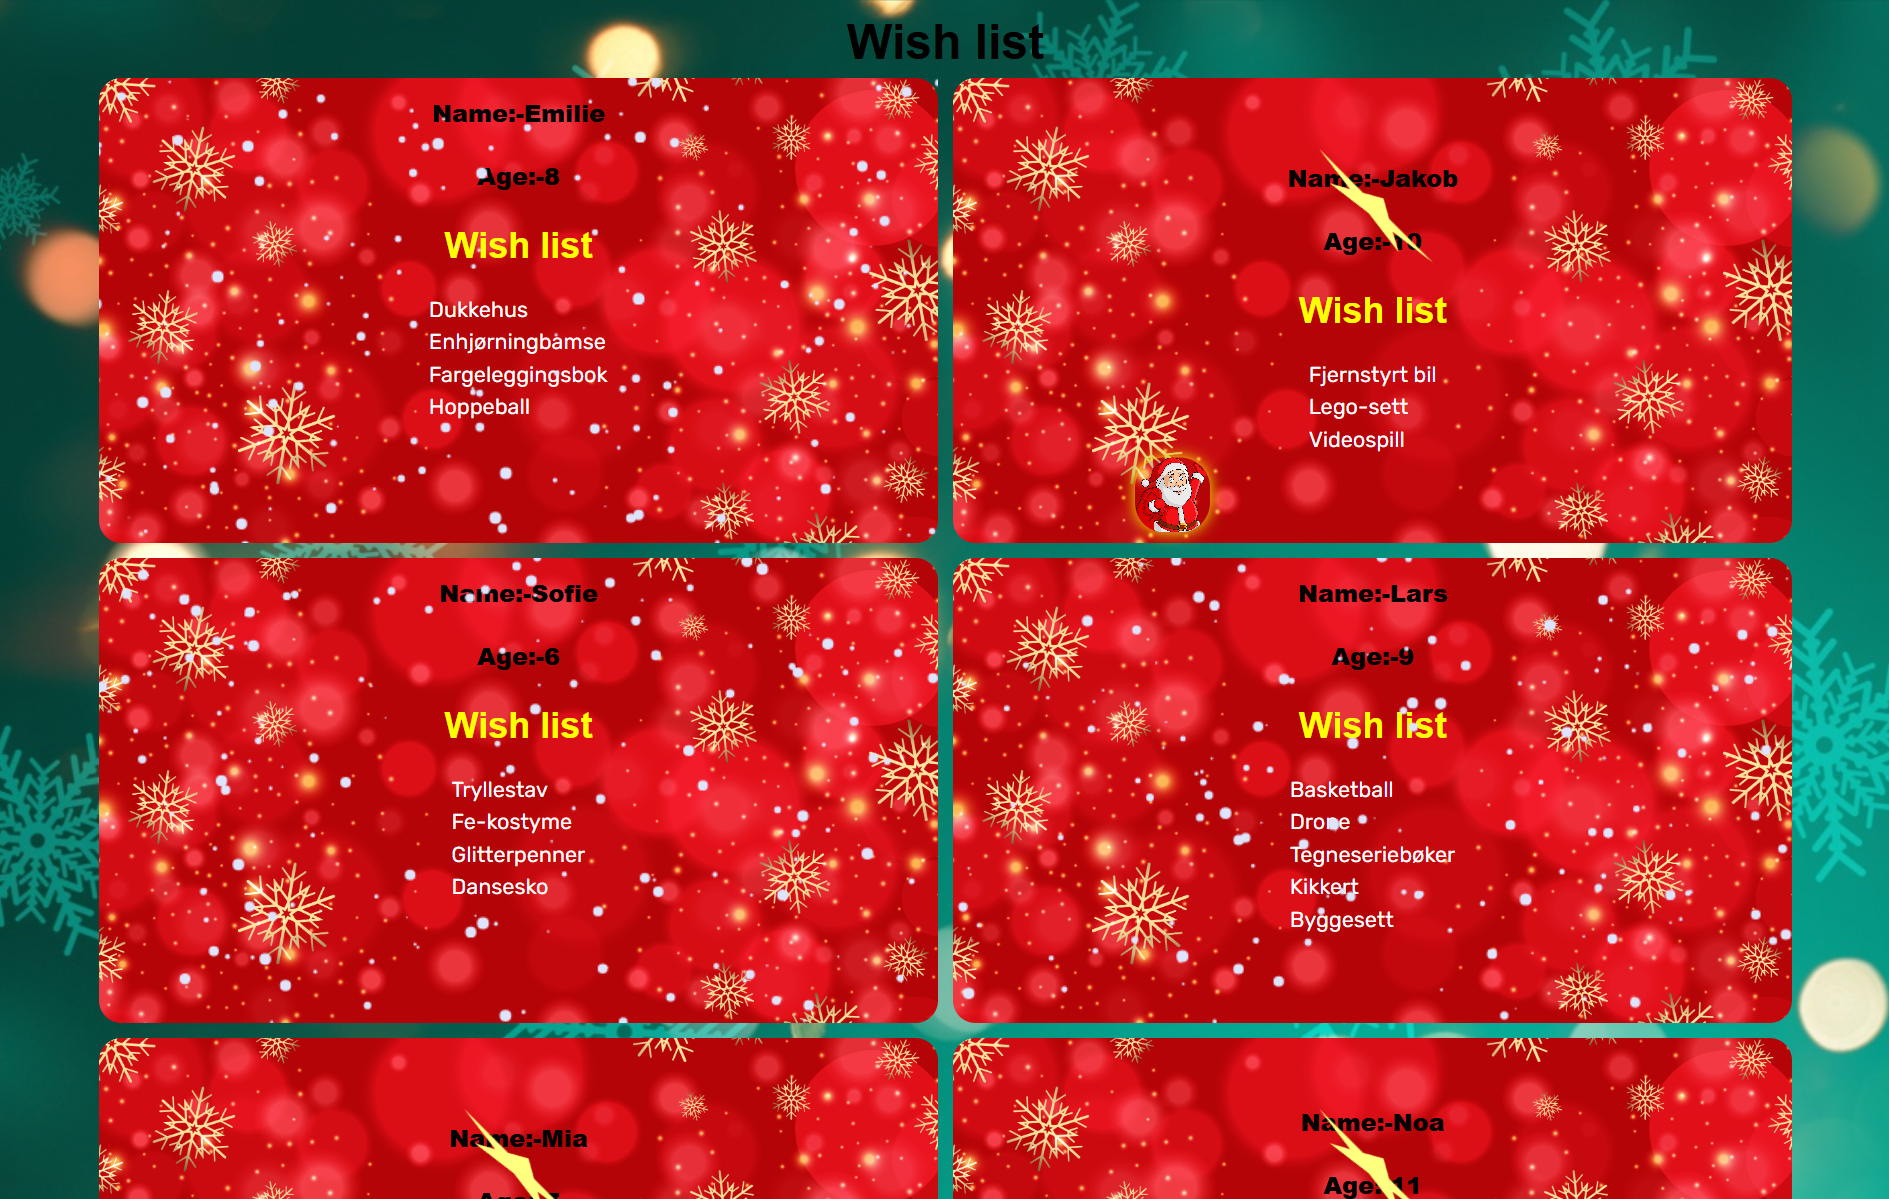 Wish list
Name:-Emilie
Age:-8
Wish list
Dukkehus
Enhjørningbamse
Fargeleggingsbok
Hoppeball
Name:-Jakob
Age:-10
Wish list
Fjernstyrt bil
Lego-sett
Videospill
Name:-Sofie
Age:-6
Wish list
Tryllestav
Fe-kostyme
Glitterpenner
Dansesko
Name:-Lars
Age:-9
Wish list
Basketball
Drone
Tegneseriebøker
Kikkert
Byggesett
Name:-Mia
Name:-Noa
Age:-11